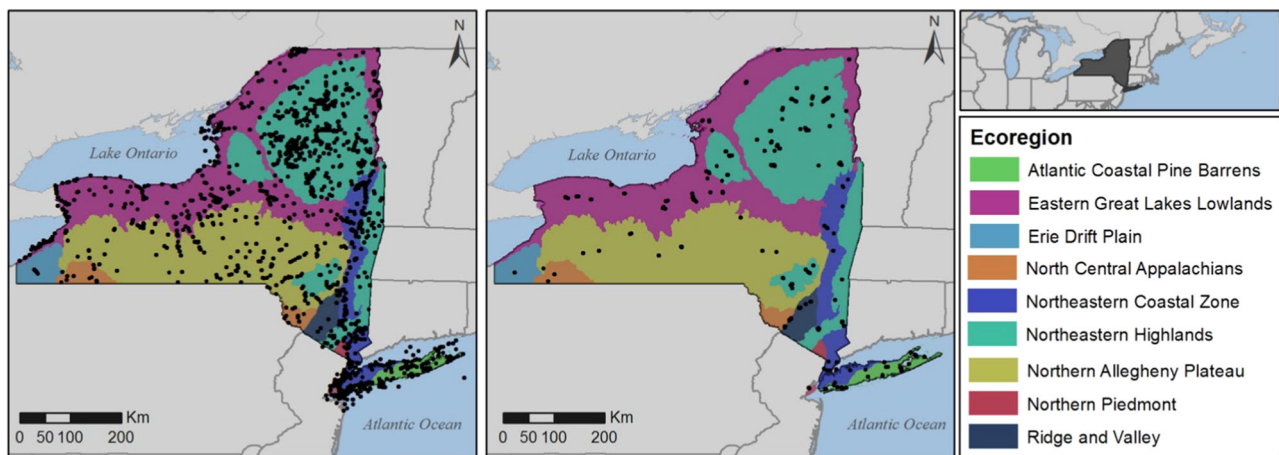 N
Lake Ontario
Km
0 50 100 200
Atlantic Ocean
N
Lake Ontario
Km
0 50 100 200
Atlantic Ocean
Ecoregion
Atlantic Coastal Pine Barrens
Eastern Great Lakes Lowlands
Erie Drift Plain
North Central Appalachians
Northeastern Coastal Zone
Northeastern Highlands
Northern Allegheny Plateau
Northern Piedmont
Ridge and Valley